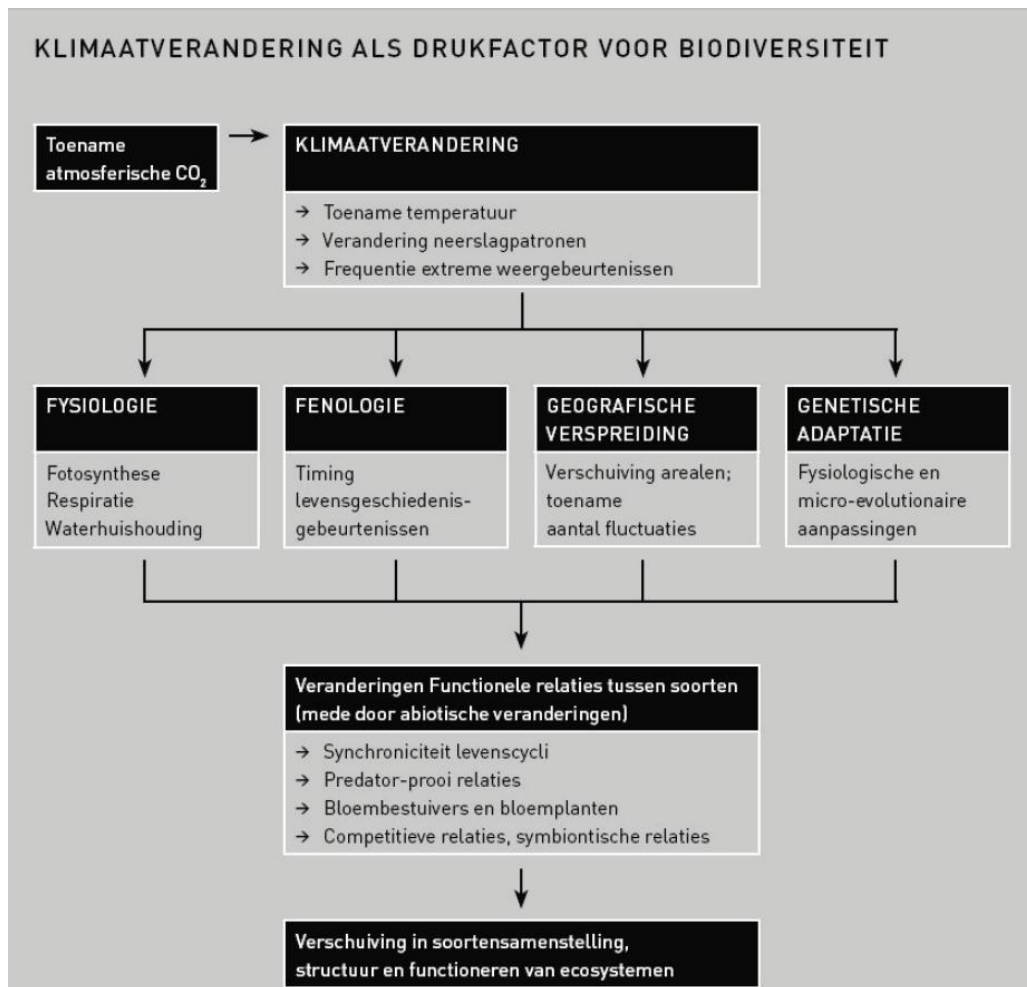 KLIMAATVERANDERING ALS DRUKFACTOR VOOR BIODIVERSITEIT
Toename
atmosferische CO₂
KLIMAATVERANDERING
→ Toename temperatuur
→ Verandering neerslagpatronen
→ Frequentie extreme weergebeurtenissen
FYSIOLOGIE
Fotosynthese
Respiratie
Waterhuishouding
FENOLOGIE
Timing
levensgeschiedenis-
gebeurtenissen
GEOGRAFISCHE
VERSPREIDING
Verschuiving arealen;
toename
aantal fluctuaties
GENETISCHE
ADAPTATIE
Fysiologische en
micro-evolutionaire
aanpassingen
Veranderingen Functionele relaties tussen soorten
(mede door abiotische veranderingen)
→ Synchroniciteit levenscycli
→ Predator-prooi relaties
→ Bloembestuivers en bloemplanten
→ Competitieve relaties, symbiontische relaties
Verschuiving in soortensamenstelling,
structuur en functioneren van ecosystemen